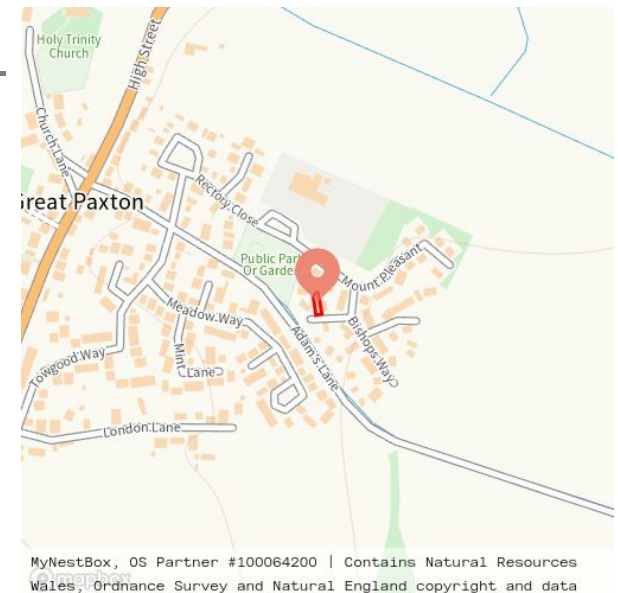 Holy Trinity
Church
High Street
Church Lane
Great Paxton
Rectory Close
Public Park
Or Garden
Mount Pleasant
Meadow Way
Adam's Lane
Bishops Way
Mint Lane
Towgood Way
London Lane
MyNestBox, OS Partner #100064200 | Contains Natural Resources
Wales, Ordnance Survey and Natural England copyright and data
mapbox